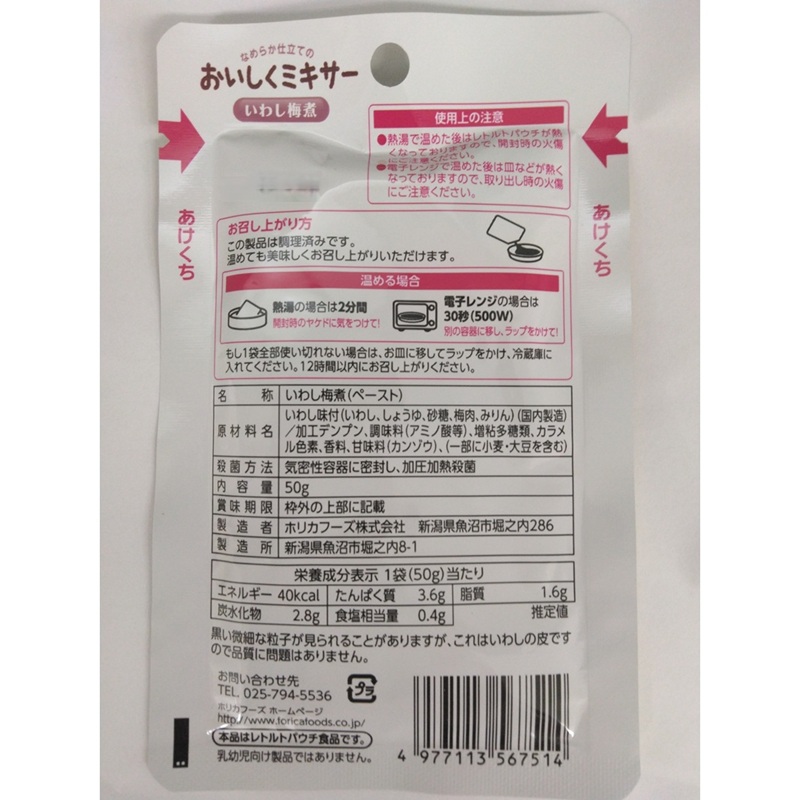 なめらか仕立ての
おいしくミキサー
いわし梅煮
使用上の注意
●熱湯で温めた後はレトルトパウチが熱
くなっておりますので、開封時の火傷
にご注意ください。
●電子レンジで温めた後は皿などが熱く
なっておりますので、取り出し時の火傷
にご注意ください。
あけくち
あけくち
お召し上がり方
この製品は調理済みです。
温めても美味しくお召し上がりいただけます。
温める場合
熱湯の場合は2分間
開封時のヤケドに気をつけて!
電子レンジの場合は
30秒(500W)
別の容器に移し、ラップをかけて!
もし1袋全部使い切れない場合は、お皿に移してラップをかけ、冷蔵庫に
入れてください。12時間以内にお召し上がりください。
名称 いわし梅煮(ペースト)
原材料名 いわし味付(いわし、しょうゆ、砂糖、梅肉、みりん)(国内製造)
/加工デンプン、調味料(アミノ酸等)、増粘多糖類、カラメ
ル色素、香料、甘味料(カンゾウ)、(一部に小麦・大豆を含む)
殺菌方法 気密性容器に密封し、加圧加熱殺菌
内容量 50g
賞味期限 枠外の上部に記載
製造者 ホリカフーズ株式会社 新潟県魚沼市堀之内286
製造所 新潟県魚沼市堀之内8-1
栄養成分表示 1袋(50g)当たり
エネルギー 40kcal たんぱく質 3.6g 脂質 1.6g
炭水化物 2.8g 食塩相当量 0.4g 推定値
黒い微細な粒子が見られることがありますが、これはいわしの皮です
ので品質に問題はありません。
お問い合わせ先
TEL. 025-794-5536
プラ
ホリカフーズ ホームページ
http://www.foricafoods.co.jp/
本品はレトルトパウチ食品です。
乳幼児向け製品ではありません。
4 977113 567514